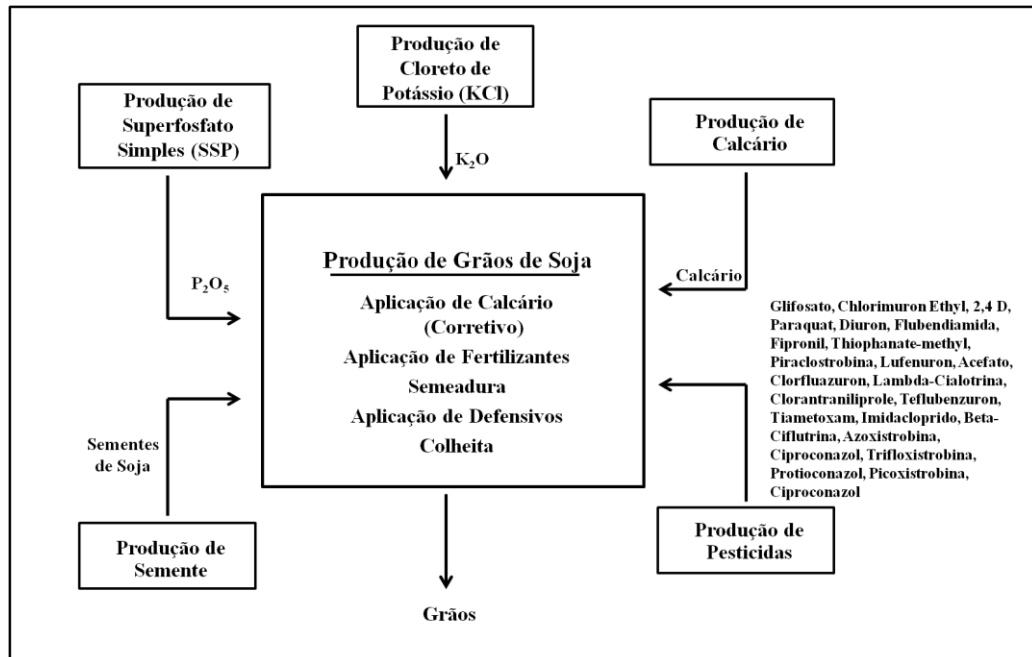 Produção de
Cloreto de
Potássio (KCl)
Produção de
Superfosfato
Simples (SSP)
Produção de
Calcário
K₂O
P₂O₅
Calcário
Produção de Grãos de Soja
Aplicação de Calcário
(Corretivo)
Aplicação de Fertilizantes
Semeadura
Aplicação de Defensivos
Colheita
Glifosato, Chlorimuron Ethyl, 2,4 D,
Paraquat, Diuron, Flubendiamida,
Fipronil, Thiophanate-methyl,
Piraclostrobina, Lufenuron, Acefato,
Clorfluazuron, Lambda-Cialotrina,
Clorantraniliprole, Teflubenzuron,
Tiametoxam, Imidacloprido, Beta-
Ciflutrina, Azoxistrobina,
Ciproconazol, Trifloxistrobina,
Protioconazol, Picoxistrobina,
Ciproconazol
Sementes
de Soja
Produção de
Semente
Produção de
Pesticidas
Grãos